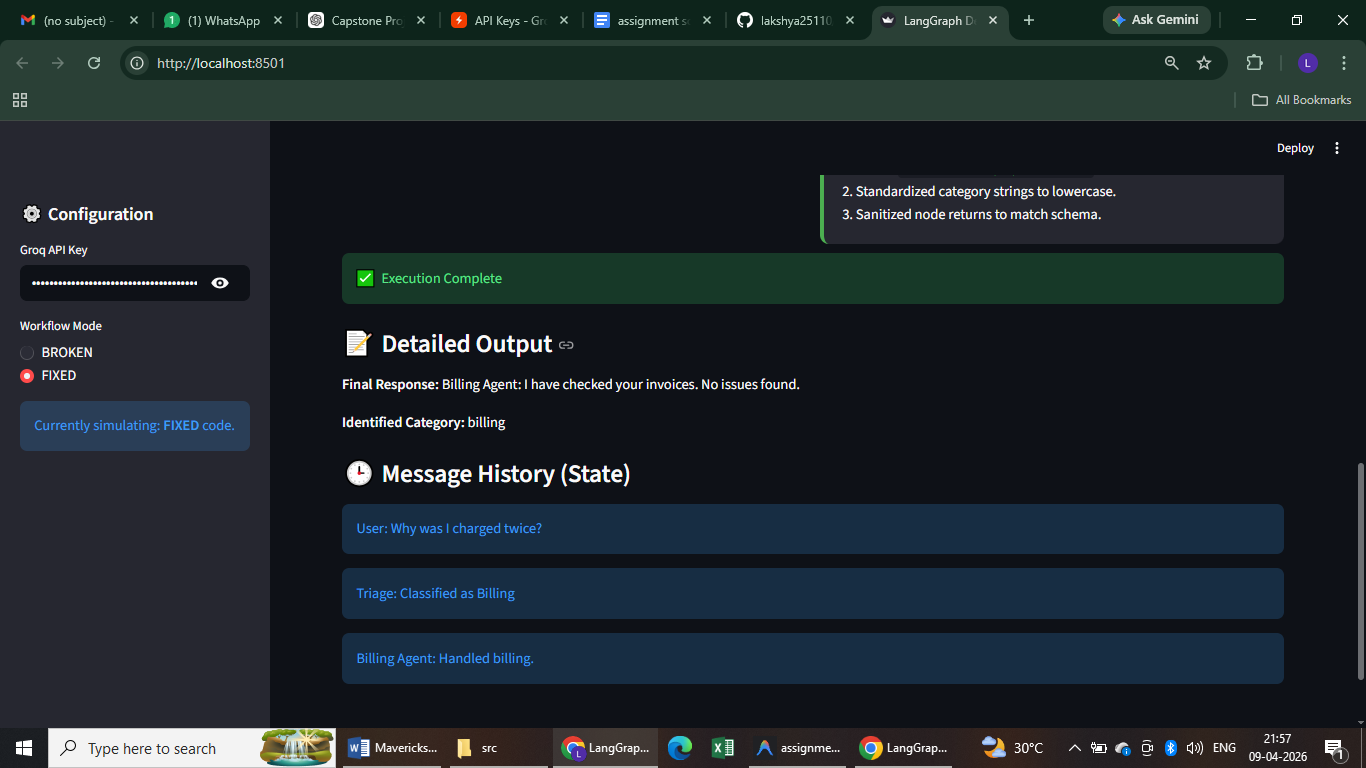 (no subject) -
1
(1) WhatsApp
Capstone Pro
API Keys - Gr
assignment s
lakshya25110
LangGraph D
Ask Gemini
http://localhost:8501
L
All Bookmarks
Deploy
Configuration
Groq API Key
••••••••••••••••••••••••••••••••••••••
Workflow Mode
BROKEN
FIXED
Currently simulating: FIXED code.
2. Standardized category strings to lowercase.
3. Sanitized node returns to match schema.
Execution Complete
Detailed Output
Final Response: Billing Agent: I have checked your invoices. No issues found.
Identified Category: billing
Message History (State)
User: Why was I charged twice?
Triage: Classified as Billing
Billing Agent: Handled billing.
Type here to search
Mavericks...
src
LangGrap...
assignme...
LangGrap...
30°C
ENG
21:57
09-04-2026
1